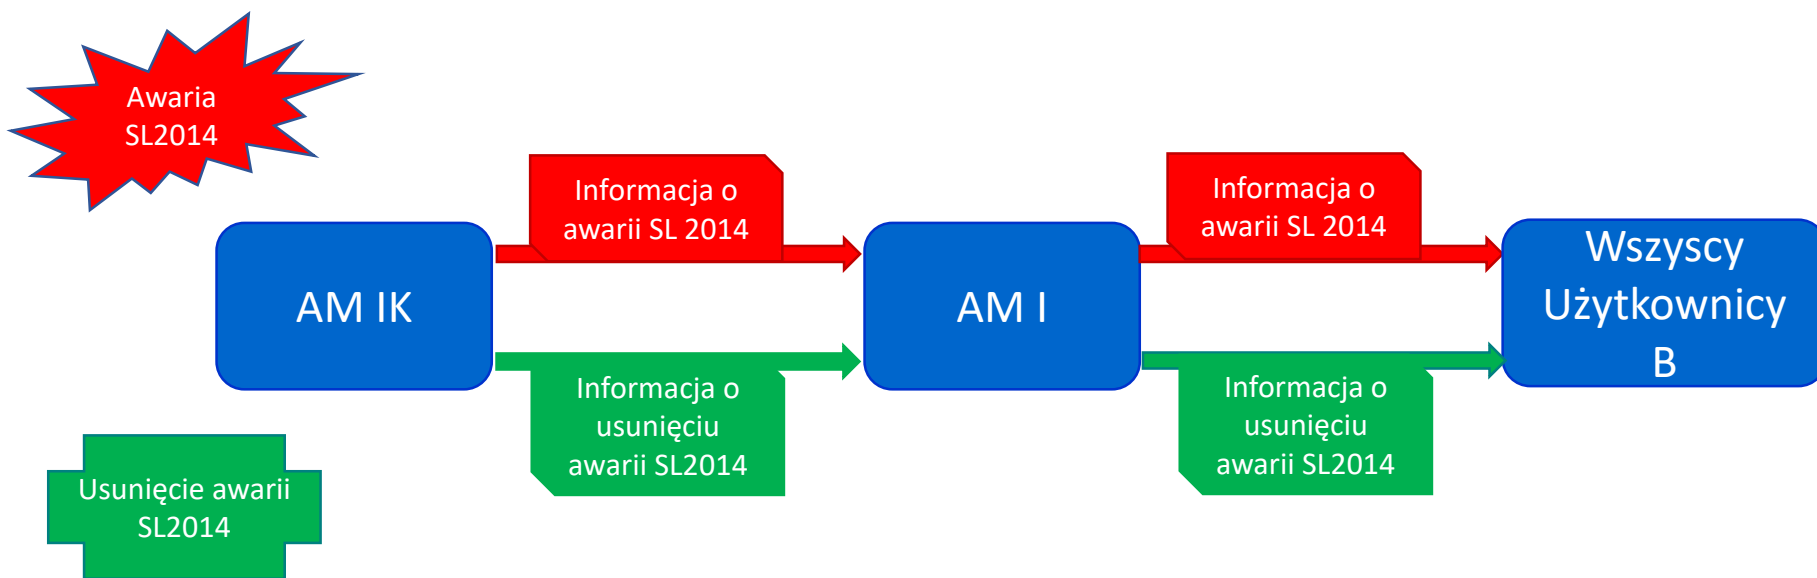 Awaria
SL2014
Informacja o
awarii SL 2014
Informacja o
awarii SL 2014
AM IK
AM I
Wszyscy
Użytkownicy
B
Informacja o
usunięciu
awarii SL2014
Informacja o
usunięciu
awarii SL2014
Usunięcie awarii
SL2014